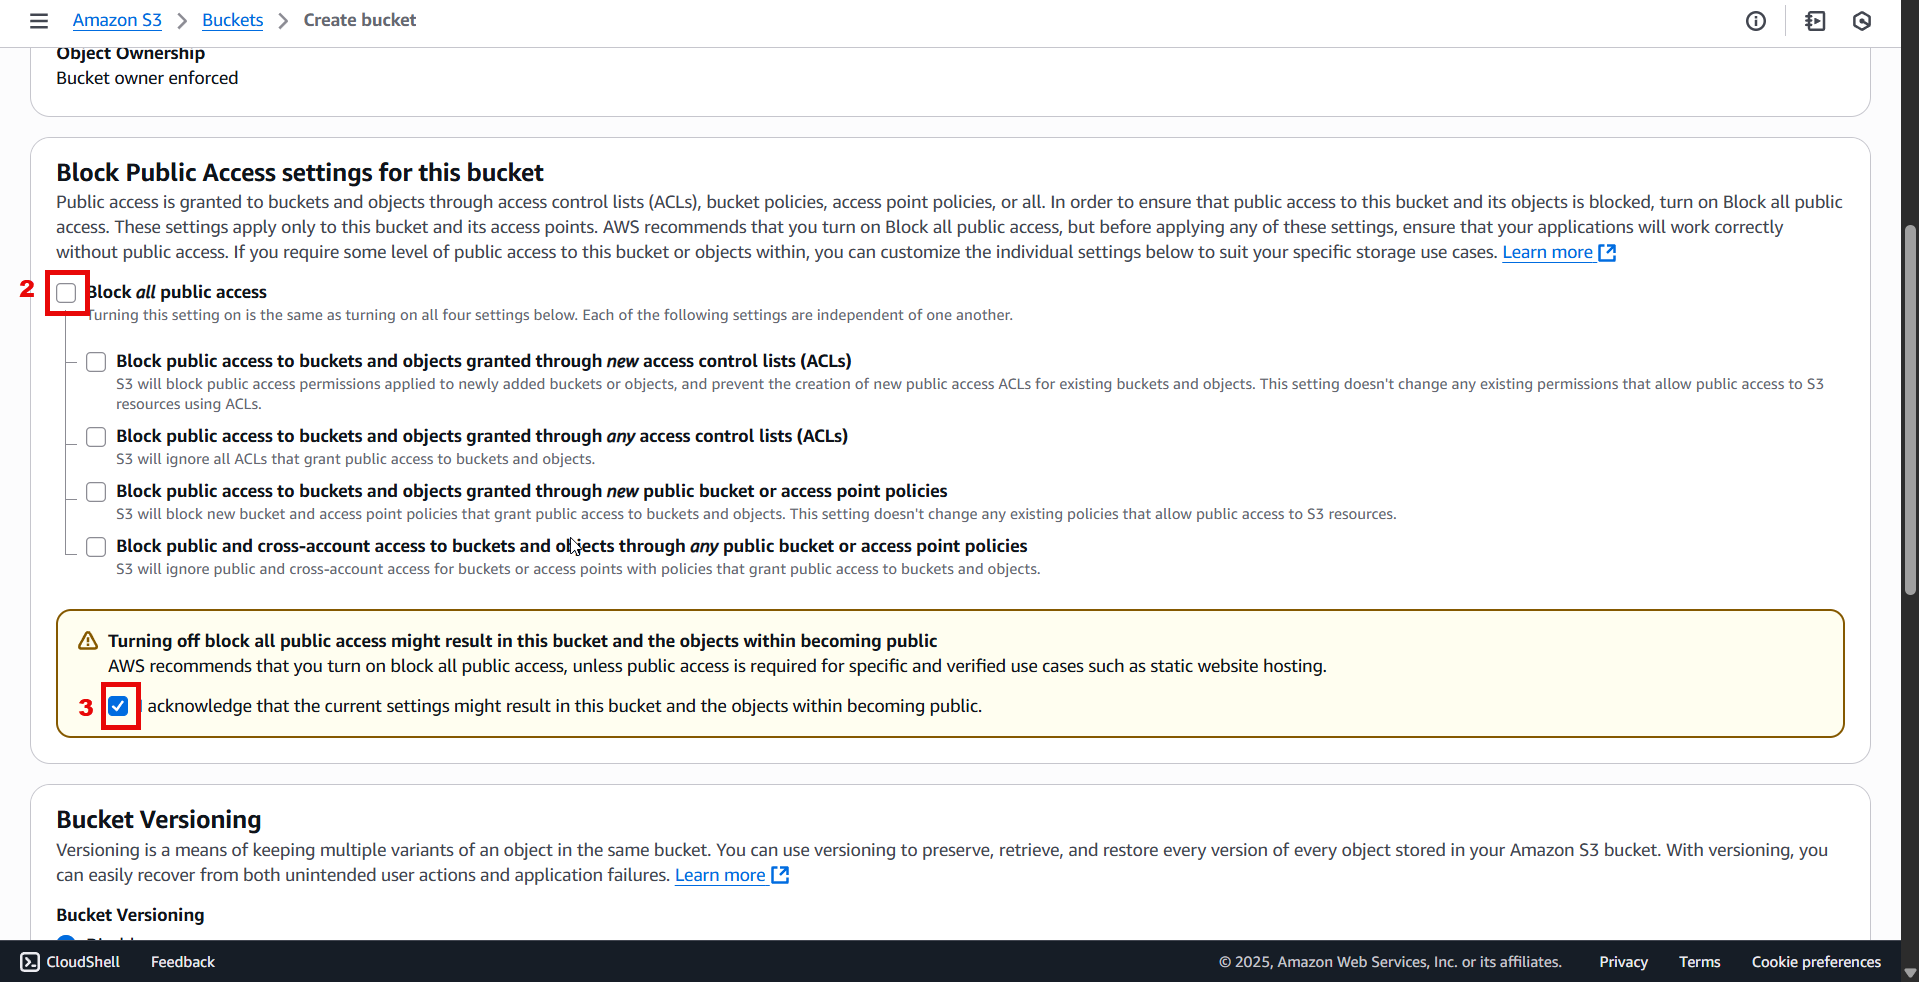 Amazon S3 > Buckets > Create bucket
Object Ownership
Bucket owner enforced
Block Public Access settings for this bucket
Public access is granted to buckets and objects through access control lists (ACLs), bucket policies, access point policies, or all. In order to ensure that public access to this bucket and its objects is blocked, turn on Block all public
access. These settings apply only to this bucket and its access points. AWS recommends that you turn on Block all public access, but before applying any of these settings, ensure that your applications will work correctly
without public access. If you require some level of public access to this bucket or objects within, you can customize the individual settings below to suit your specific storage use cases. Learn more
2 Block all public access
Turning this setting on is the same as turning on all four settings below. Each of the following settings are independent of one another.
Block public access to buckets and objects granted through new access control lists (ACLs)
S3 will block public access permissions applied to newly added buckets or objects, and prevent the creation of new public access ACLs for existing buckets and objects. This setting doesn't change any existing permissions that allow public access to S3
resources using ACLs.
Block public access to buckets and objects granted through any access control lists (ACLs)
S3 will ignore all ACLs that grant public access to buckets and objects.
Block public access to buckets and objects granted through new public bucket or access point policies
S3 will block new bucket and access point policies that grant public access to buckets and objects. This setting doesn't change any existing policies that allow public access to S3 resources.
Block public and cross-account access to buckets and objects through any public bucket or access point policies
S3 will ignore public and cross-account access for buckets or access points with policies that grant public access to buckets and objects.
Turning off block all public access might result in this bucket and the objects within becoming public
AWS recommends that you turn on block all public access, unless public access is required for specific and verified use cases such as static website hosting.
3 acknowledge that the current settings might result in this bucket and the objects within becoming public.
Bucket Versioning
Versioning is a means of keeping multiple variants of an object in the same bucket. You can use versioning to preserve, retrieve, and restore every version of every object stored in your Amazon S3 bucket. With versioning, you
can easily recover from both unintended user actions and application failures. Learn more
Bucket Versioning
CloudShell Feedback © 2025, Amazon Web Services, Inc. or its affiliates. Privacy Terms Cookie preferences